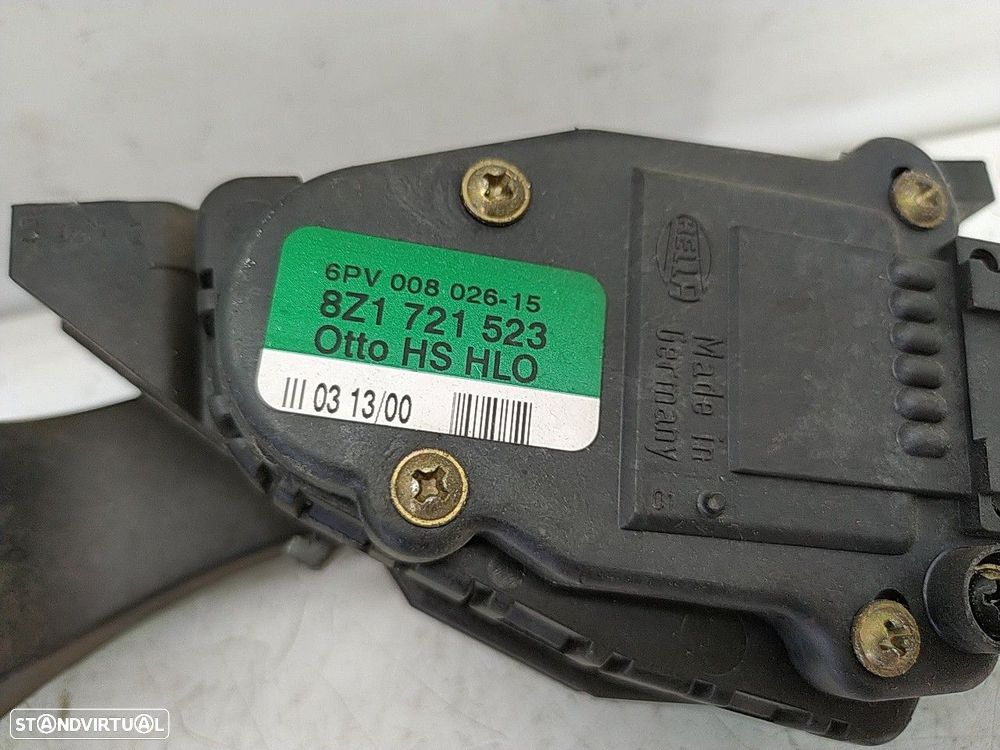 6PV 008 026-15
8Z1 721 523
Otto HS HLO
III 03 13/00
HELLA
Made in
Germany
8
STANDVIRTUAL